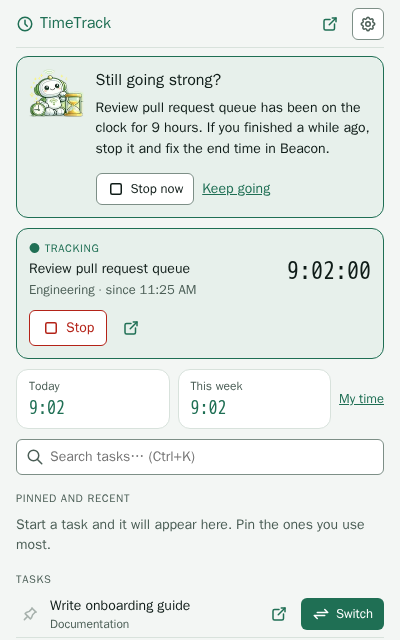 TimeTrack
Still going strong?
Review pull request queue has been on the
clock for 9 hours. If you finished a while ago,
stop it and fix the end time in Beacon.
Stop now
Keep going
TRACKING
Review pull request queue
9:02:00
Engineering · since 11:25 AM
Stop
Today
9:02
This week
9:02
My time
Search tasks··· (Ctrl+K)
PINNED AND RECENT
Start a task and it will appear here. Pin the ones you use
most.
TASKS
Write onboarding guide
Documentation
Switch